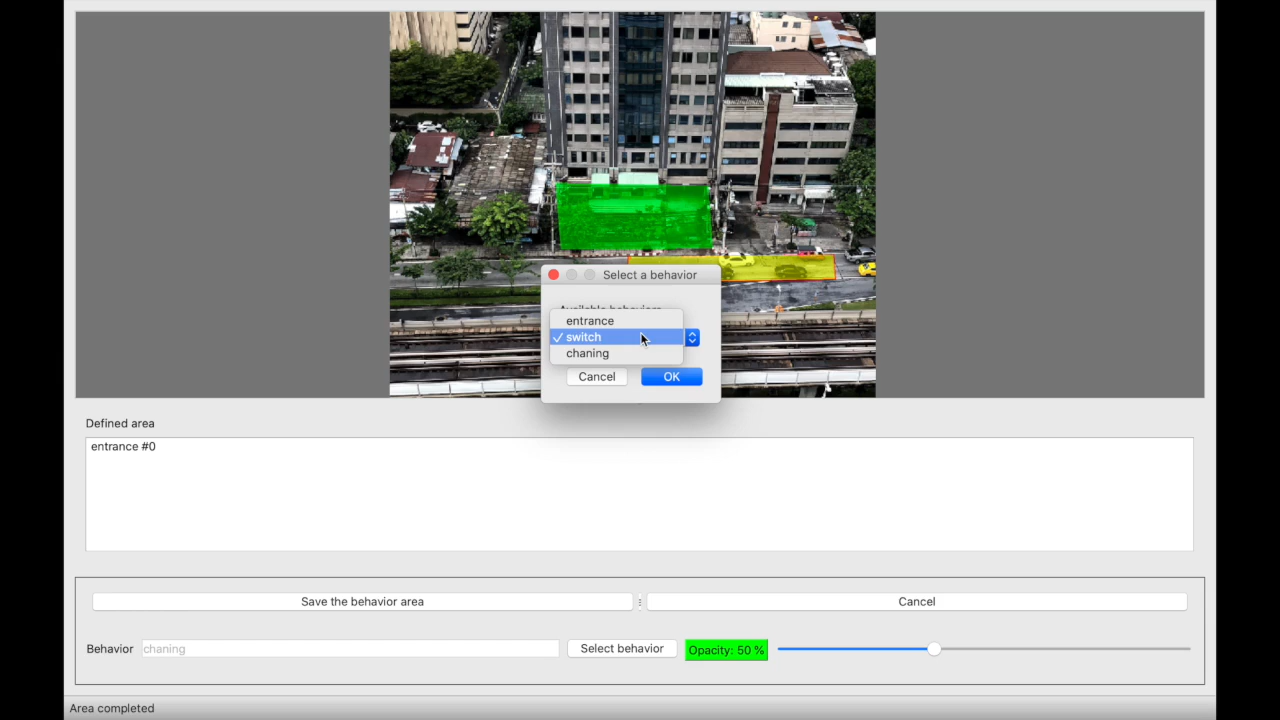 Select a behavior
entrance
✓ switch
chaning
Cancel
OK
Defined area
entrance #0
Save the behavior area
Cancel
Behavior
chaning
Select behavior
Opacity: 50 %
Area completed